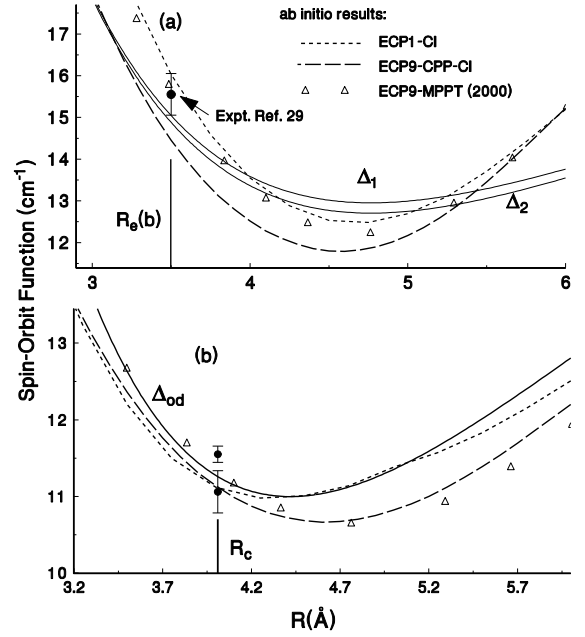 (a)
ab initio results:
ECP1-CI
ECP9-CPP-CI
ECP9-MPPT (2000)
Expt. Ref. 29
Δ1
Δ2
Re(b)
17
16
15
14
13
12
3
4
5
6
Spin-Orbit Function (cm-1)
(b)
Δod
Rc
13
12
11
10
3.2
3.7
4.2
4.7
5.2
5.7
R(Å)